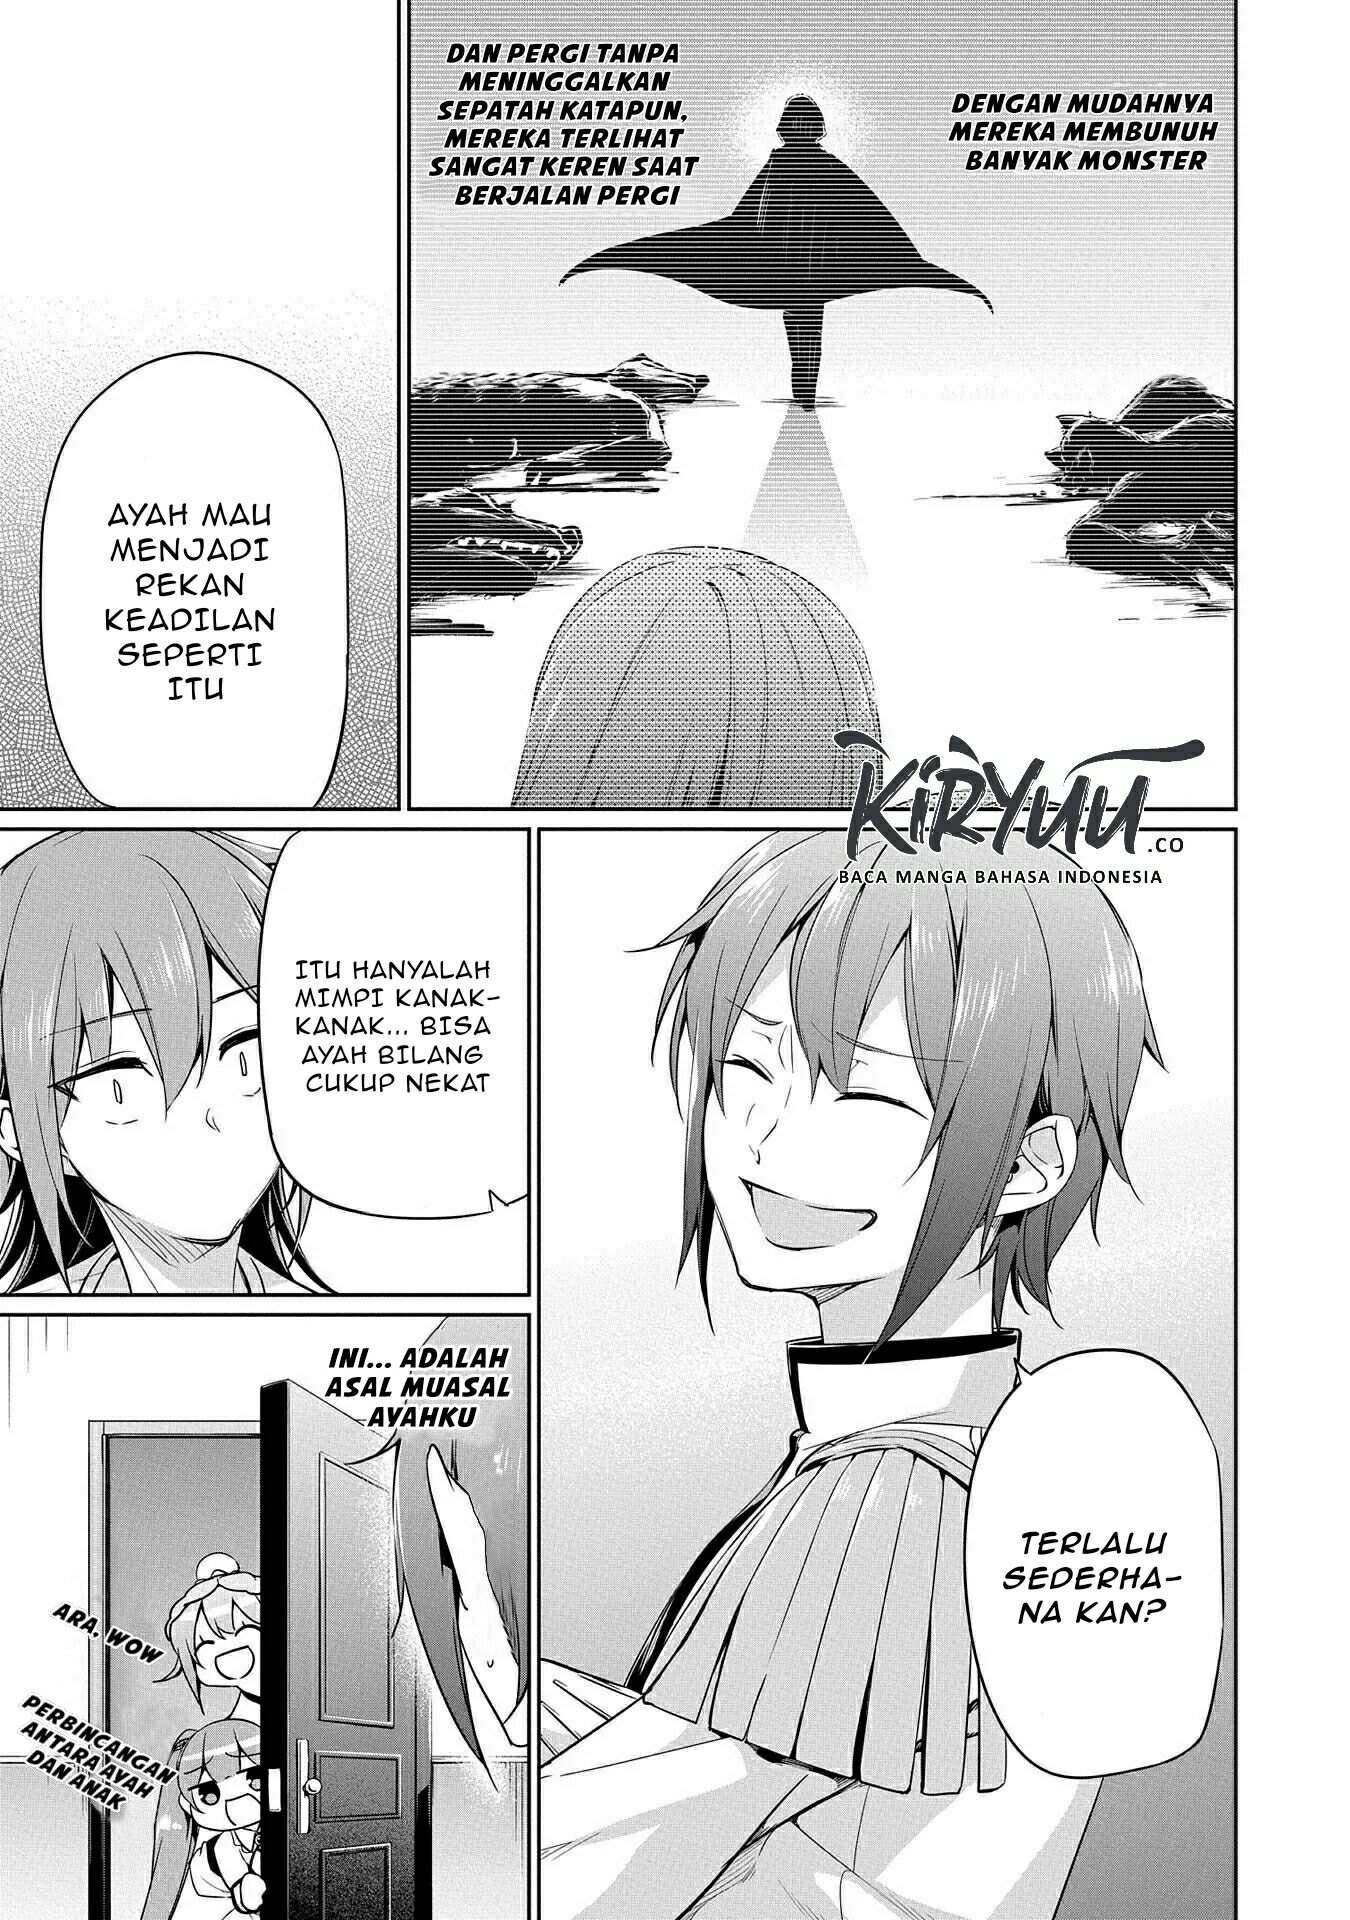 DENGAN MUDAHNYA
MEREKA MEMBUNUH
BANYAK MONSTER
DAN PERGI TANPA
MENINGGALKAN
SEPATAH KATAPUN,
MEREKA TERLIHAT
SANGAT KEREN SAAT
BERJALAN PERGI
AYAH MAU
MENJADI
REKAN
KEADILAN
SEPERTI
ITU
KIRYUU.CO
BACA MANGA BAHASA INDONESIA
TERLALU
SEDERHA-
NA KAN?
ITU HANYALAH
MIMPI KANAK-
KANAK... BISA
AYAH BILANG
CUKUP NEKAT
INI... ADALAH
ASAL MUASAL
AYAHKU
ARA, WOW
PERBINCANGAN
ANTARA AYAH
DAN ANAK